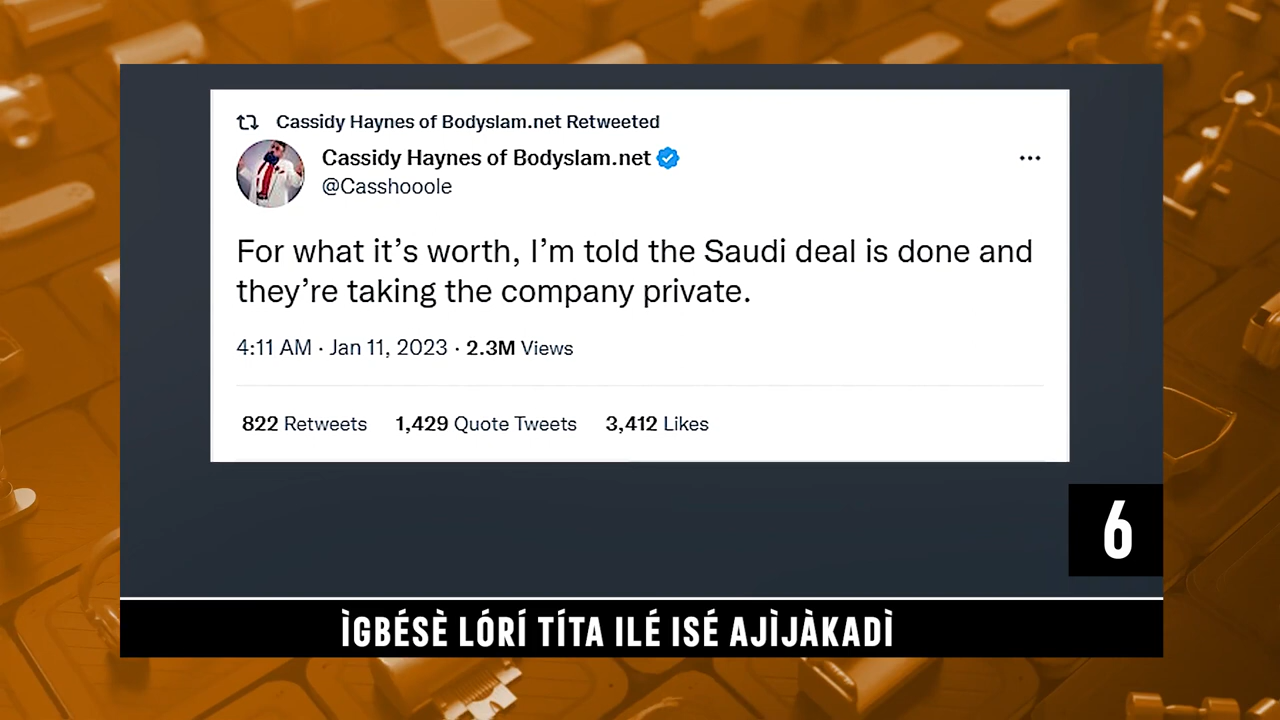 Cassidy Haynes of Bodyslam.net Retweeted
Cassidy Haynes of Bodyslam.net
@Casshooole
For what it’s worth, I’m told the Saudi deal is done and
they’re taking the company private.
4:11 AM · Jan 11, 2023 · 2.3M Views
822 Retweets 1,429 Quote Tweets 3,412 Likes
6
ÌGBÉSÈ LÓRÍ TÍTA ILÉ ISÉ AJÌJÀKADÌ